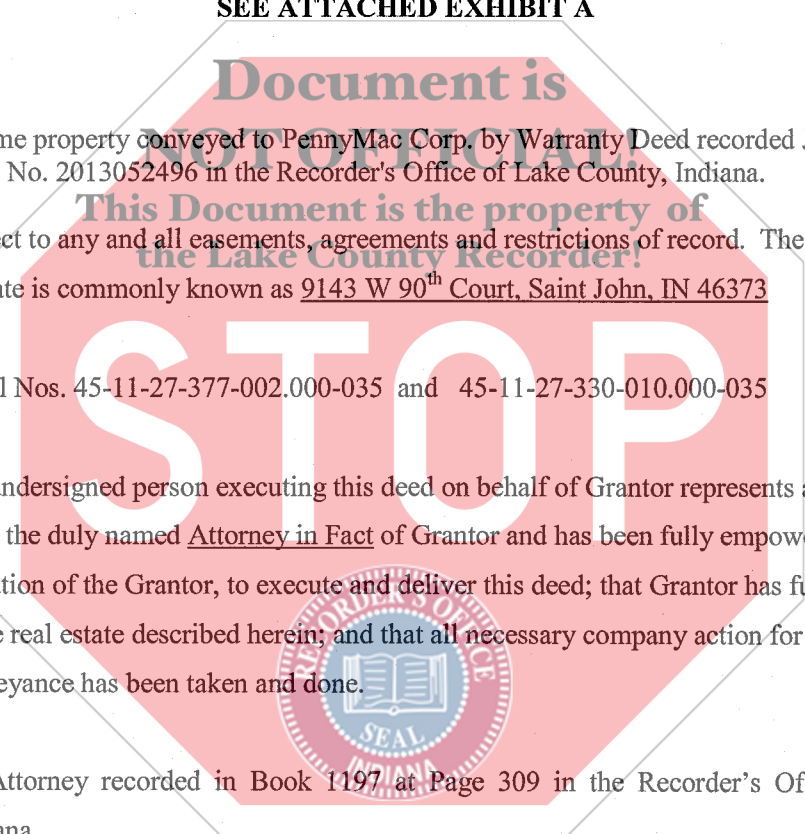 SEE ATTACHED EXHIBIT A
Document is
me property conveyed to PennyMac Corp. by Warranty Deed recorded
NOT OFFICIAL!
No. 2013052496 in the Recorder's Office of Lake County, Indiana.
This Document is the property of
ect to any and all easements, agreements and restrictions of record. The
the Lake County Recorder!
ate is commonly known as 9143 W 90th Court, Saint John, IN 46373
STOP
l Nos. 45-11-27-377-002.000-035 and 45-11-27-330-010.000-035
ndersigned person executing this deed on behalf of Grantor represents a
the duly named Attorney in Fact of Grantor and has been fully empowe
tion of the Grantor, to execute and deliver this deed; that Grantor has fu
e real estate described herein; and that all necessary company action for
eyance has been taken and done.
RECORDER'S OFFICE
SEAL
INDIANA
Attorney recorded in Book 1197 at Page 309 in the Recorder's Of
ana